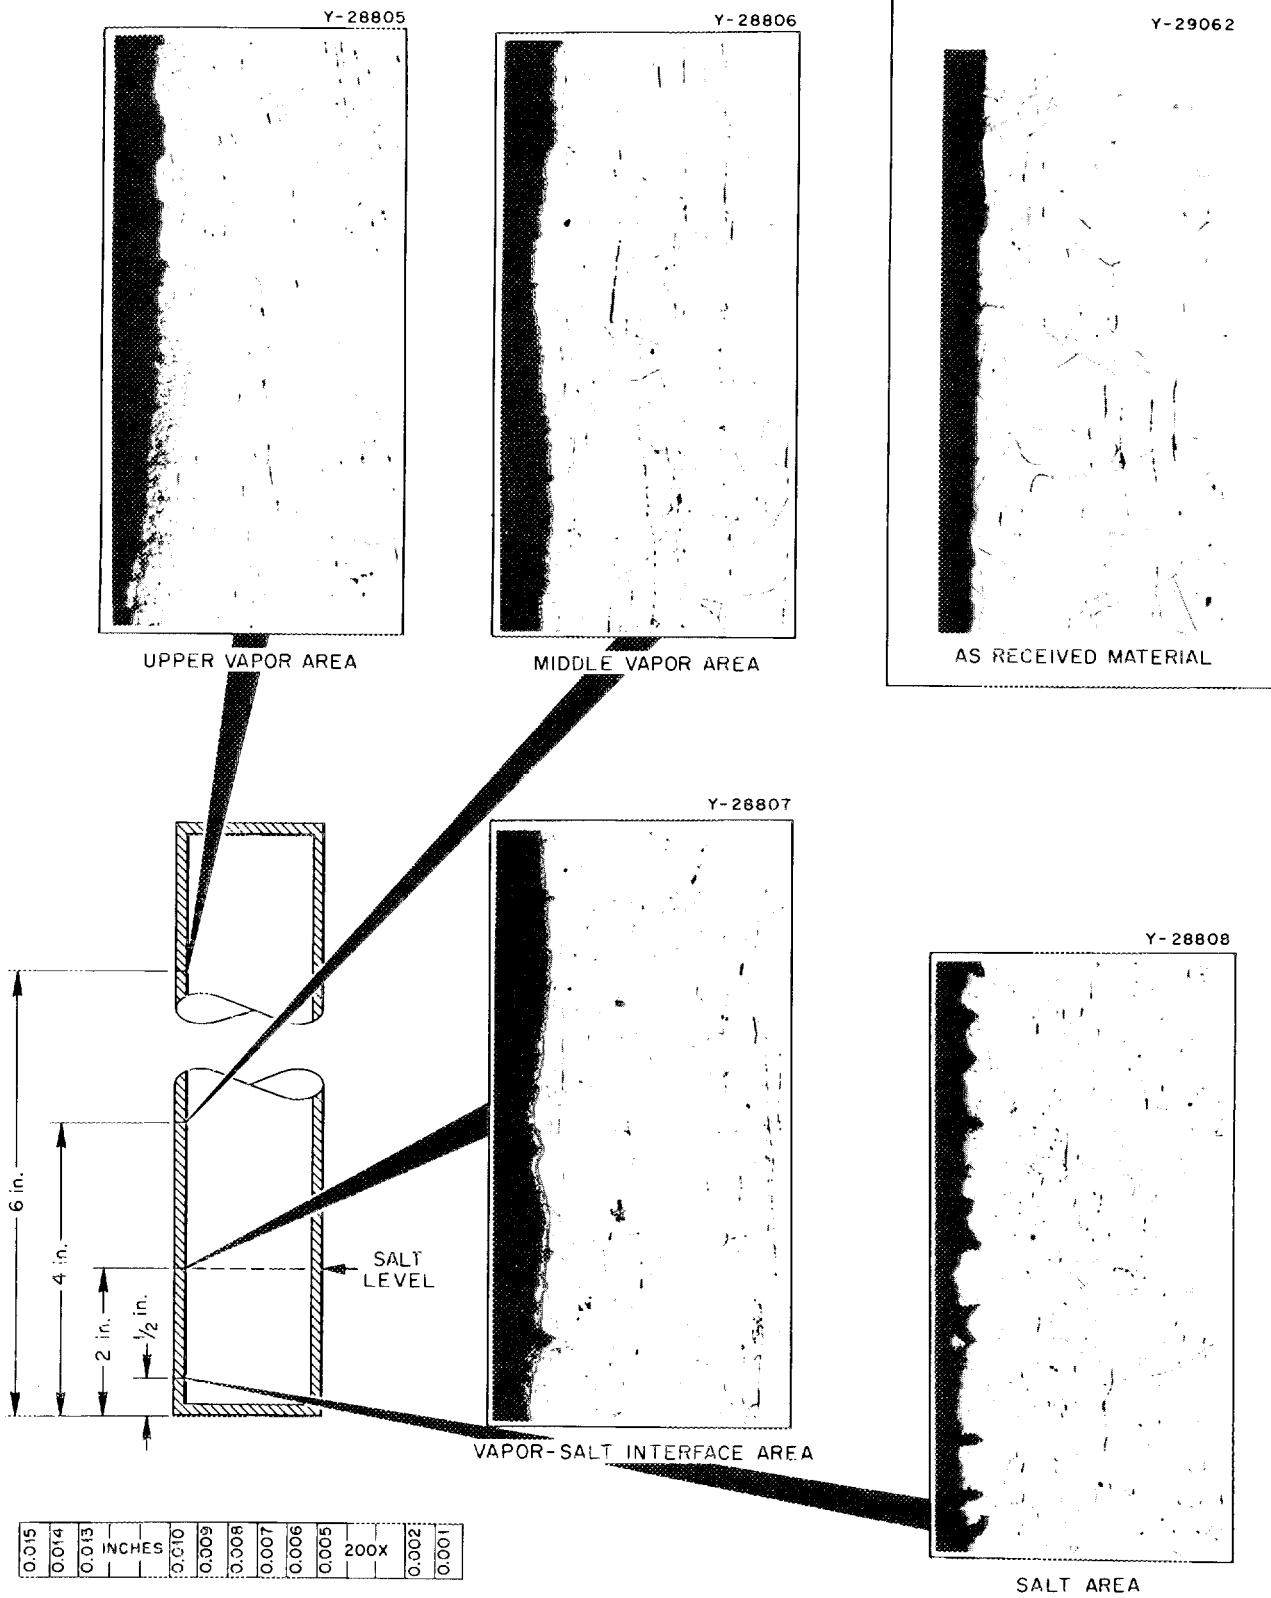 Y-28805
Y-28806
Y-29062
UPPER VAPOR AREA
MIDDLE VAPOR AREA
AS RECEIVED MATERIAL
Y-28807
Y-28808
6 in.
4 in.
2 in.
1/2 in.
SALT
LEVEL
VAPOR-SALT INTERFACE AREA
0.015 0.014 0.013 INCHES 0.010 0.009 0.008 0.007 0.006 0.005 200X 0.002 0.001
SALT AREA